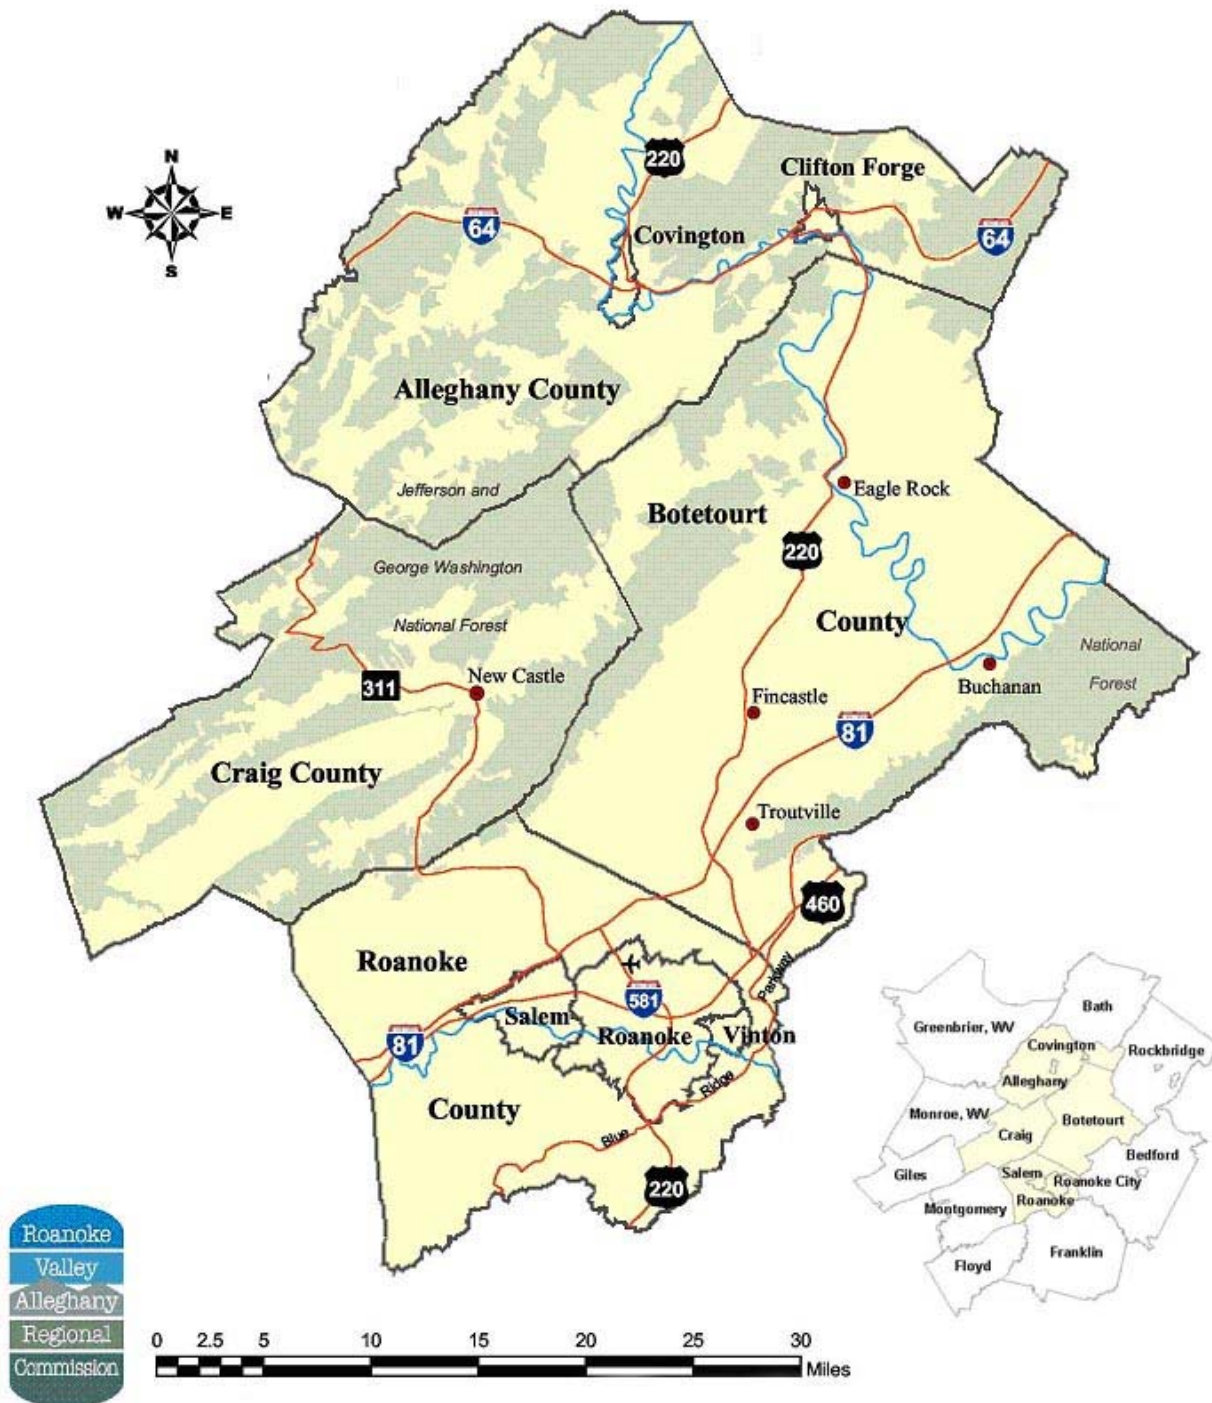 220
Clifton Forge
N
W E
S
64
Covington
64
Alleghany County
Jefferson and
Eagle Rock
Botetourt
220
George Washington
County
National Forest
National
Forest
New Castle
311
Buchanan
Fincastle
81
Craig County
Troutville
460
Roanoke
Parkway
581
Salem
Roanoke
Vinton
81
Ridge
County
Blue
220
Greenbrier, WV
Bath
Covington
Rockbridge
Alleghany
Monroe, WV
Botetourt
Craig
Bedford
Giles
Salem
Roanoke City
Roanoke
Montgomery
Franklin
Floyd
Roanoke
Valley
Alleghany
Regional
Commission
0 2.5 5 10 15 20 25 30
Miles